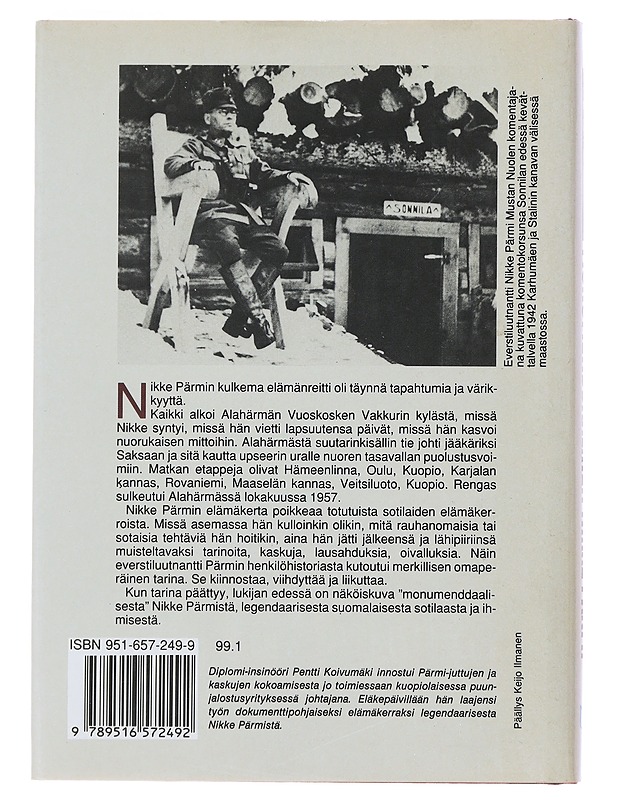 SONNILA
Everstiluutnantti Nikke Pärmi Mustan Nuolen komentaja-
na kuvattuna komentokorsunsa Sonnilan edessä kevät-
talvella 1942 Karhumäen ja Stalinin kanavan välisessä
maastossa.
Nikke Pärmin kulkema elämänreitti oli täynnä tapahtumia ja värik-
kyyttä.
Kaikki alkoi Alahärmän Vuoskosken Vakkurin kylästä, missä
Nikke syntyi, missä hän vietti lapsuutensa päivät, missä hän kasvoi
nuorukaisen mittoihin. Alahärmästä suutarinkisällin tie johti jääkäriksi
Saksaan ja sitä kautta upseerin uralle nuoren tasavallan puolustusvoi-
miin. Matkan etappeja olivat Hämeenlinna, Oulu, Kuopio, Karjalan
kannas, Rovaniemi, Maaselän kannas, Veitsiluoto, Kuopio. Rengas
sulkeutui Alahärmässä lokakuussa 1957.
Nikke Pärmin elämäkerta poikkeaa totutuista sotilaiden elämäker-
roista. Missä asemassa hän kulloinkin olikin, mitä rauhanomaisia tai
sotaisia tehtäviä hän hoitikin, aina hän jätti jälkeensä ja lähipiiriinsä
muisteltavaksi tarinoita, kaskuja, lausahduksia, oivalluksia. Näin
everstiluutnantti Pärmin henkilöhistoriasta kutoutui merkillisen omape-
räinen tarina. Se kiinnostaa, viihdyttää ja liikuttaa.
Kun tarina päättyy, lukijan edessä on näköiskuva "monumenddaali-
sesta" Nikke Pärmistä, legendaarisesta suomalaisesta sotilaasta ja ih-
misestä.
ISBN 951-657-249-9
99.1
9 789516 572492
Diplomi-insinööri Pentti Koivumäki innostui Pärmi-juttujen ja
kaskujen kokoamisesta jo toimiessaan kuopiolaisessa puun-
jalostusyrityksessä johtajana. Eläkepäivillään hän laajensi
työn dokumenttipohjaiseksi elämäkerraksi legendaarisesta
Nikke Pärmistä.
Päällys Keijo Ilmanen